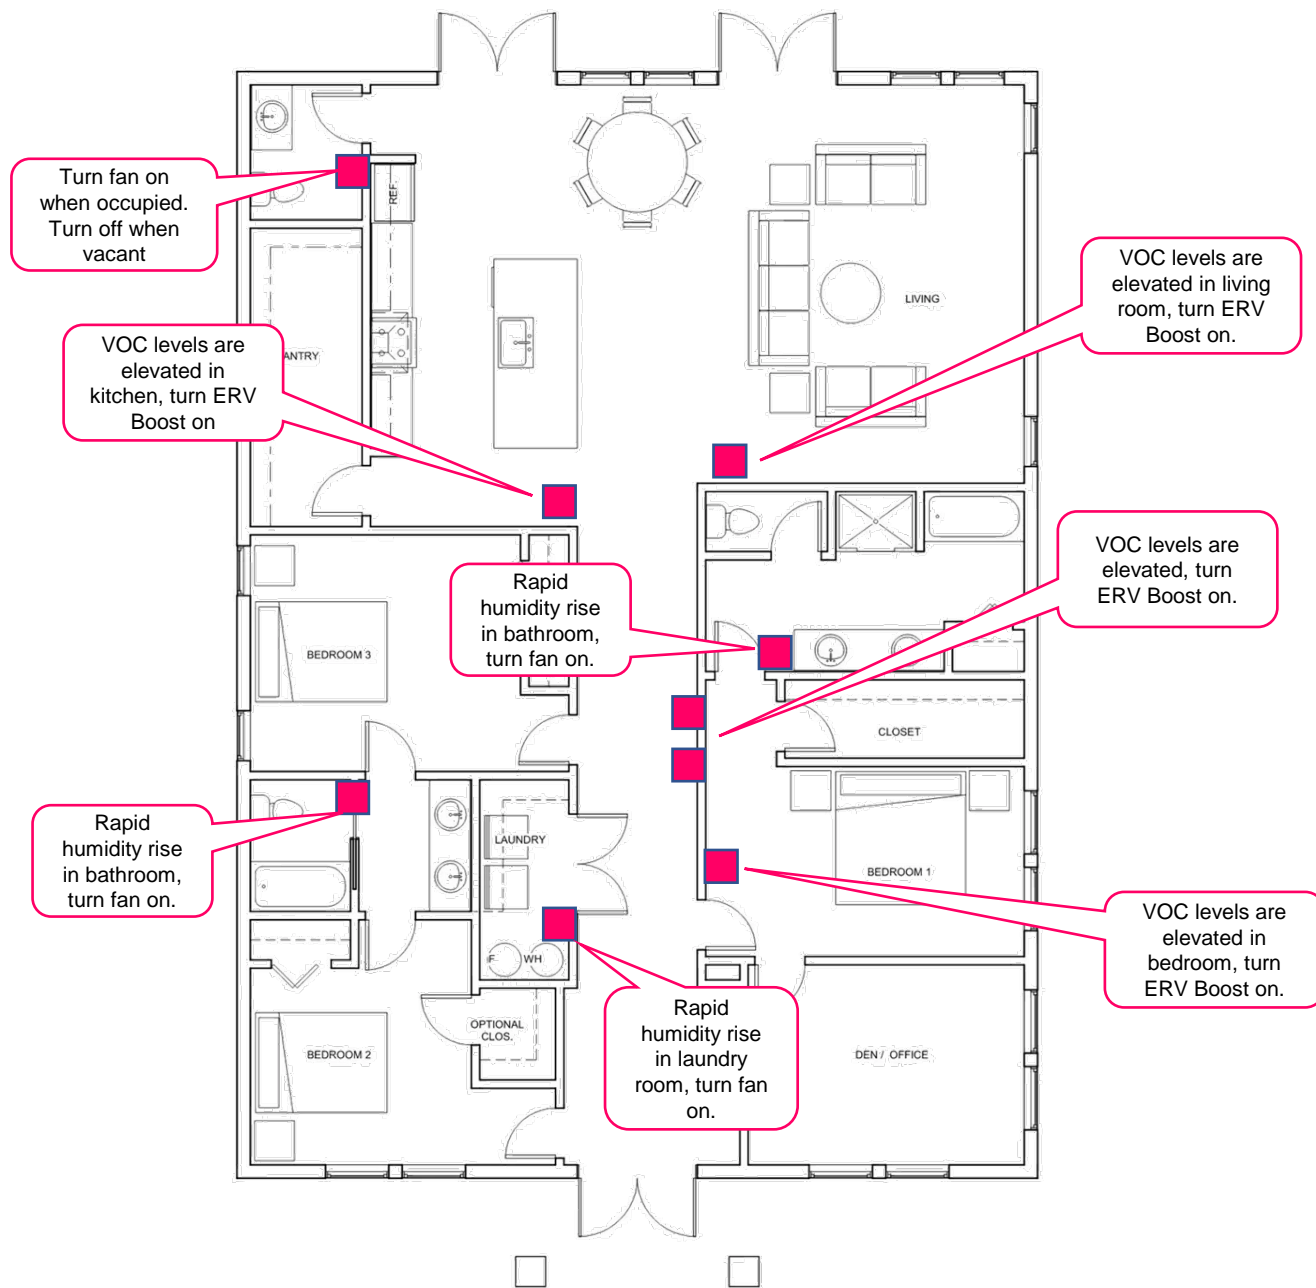 Turn fan on
when occupied.
Turn off when
vacant
REF.
VOC levels are
elevated in living
room, turn ERV
Boost on.
LIVING
VOC levels are
elevated in
kitchen, turn ERV
Boost on
ANTRY
VOC levels are
elevated, turn
ERV Boost on.
Rapid
humidity rise
in bathroom,
turn fan on.
BEDROOM 3
CLOSET
Rapid
humidity rise
in bathroom,
turn fan on.
LAUNDRY
BEDROOM 1
VOC levels are
elevated in
bedroom, turn
ERV Boost on.
F
WH
Rapid
humidity rise
in laundry
room, turn fan
on.
OPTIONAL
CLOS.
BEDROOM 2
DEN / OFFICE